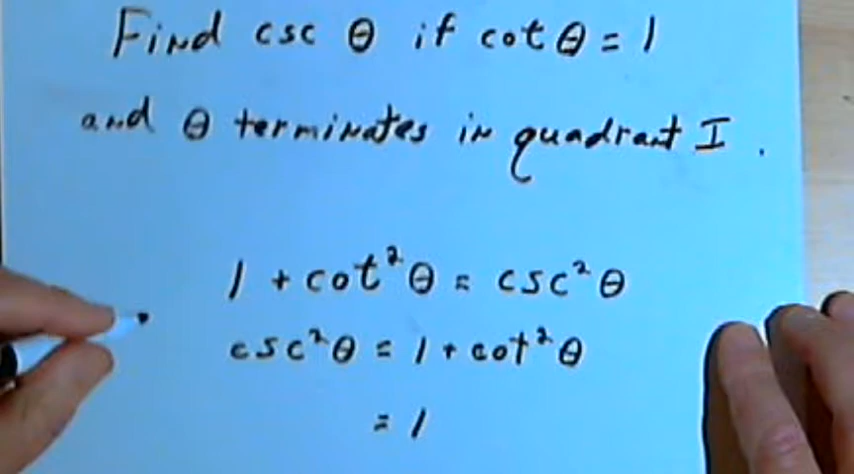 Find csc θ if cot θ = 1
and θ terminates in quadrant I.
1 + cot²θ = csc²θ
csc²θ = 1 + cot²θ
= 1